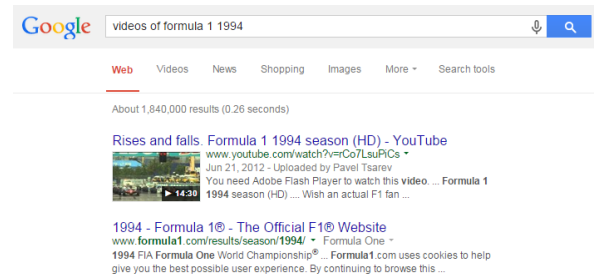 Google videos of formula 1 1994
Web Videos News Shopping Images More Search tools
About 1,840,000 results (0.26 seconds)
Rises and falls. Formula 1 1994 season (HD) - YouTube
www.youtube.com/watch?v=rCo7LsuPiCs
Jun 21, 2012 - Uploaded by Pavel Tsarev
You need Adobe Flash Player to watch this video. ... Formula 1
1994 season (HD) .... Wish an actual F1 fan ...
14:30
1994 - Formula 1® - The Official F1® Website
www.formula1.com/results/season/1994/ Formula One
1994 FIA Formula One World Championship® ... Formula1.com uses cookies to help
give you the best possible user experience. By continuing to browse this ...